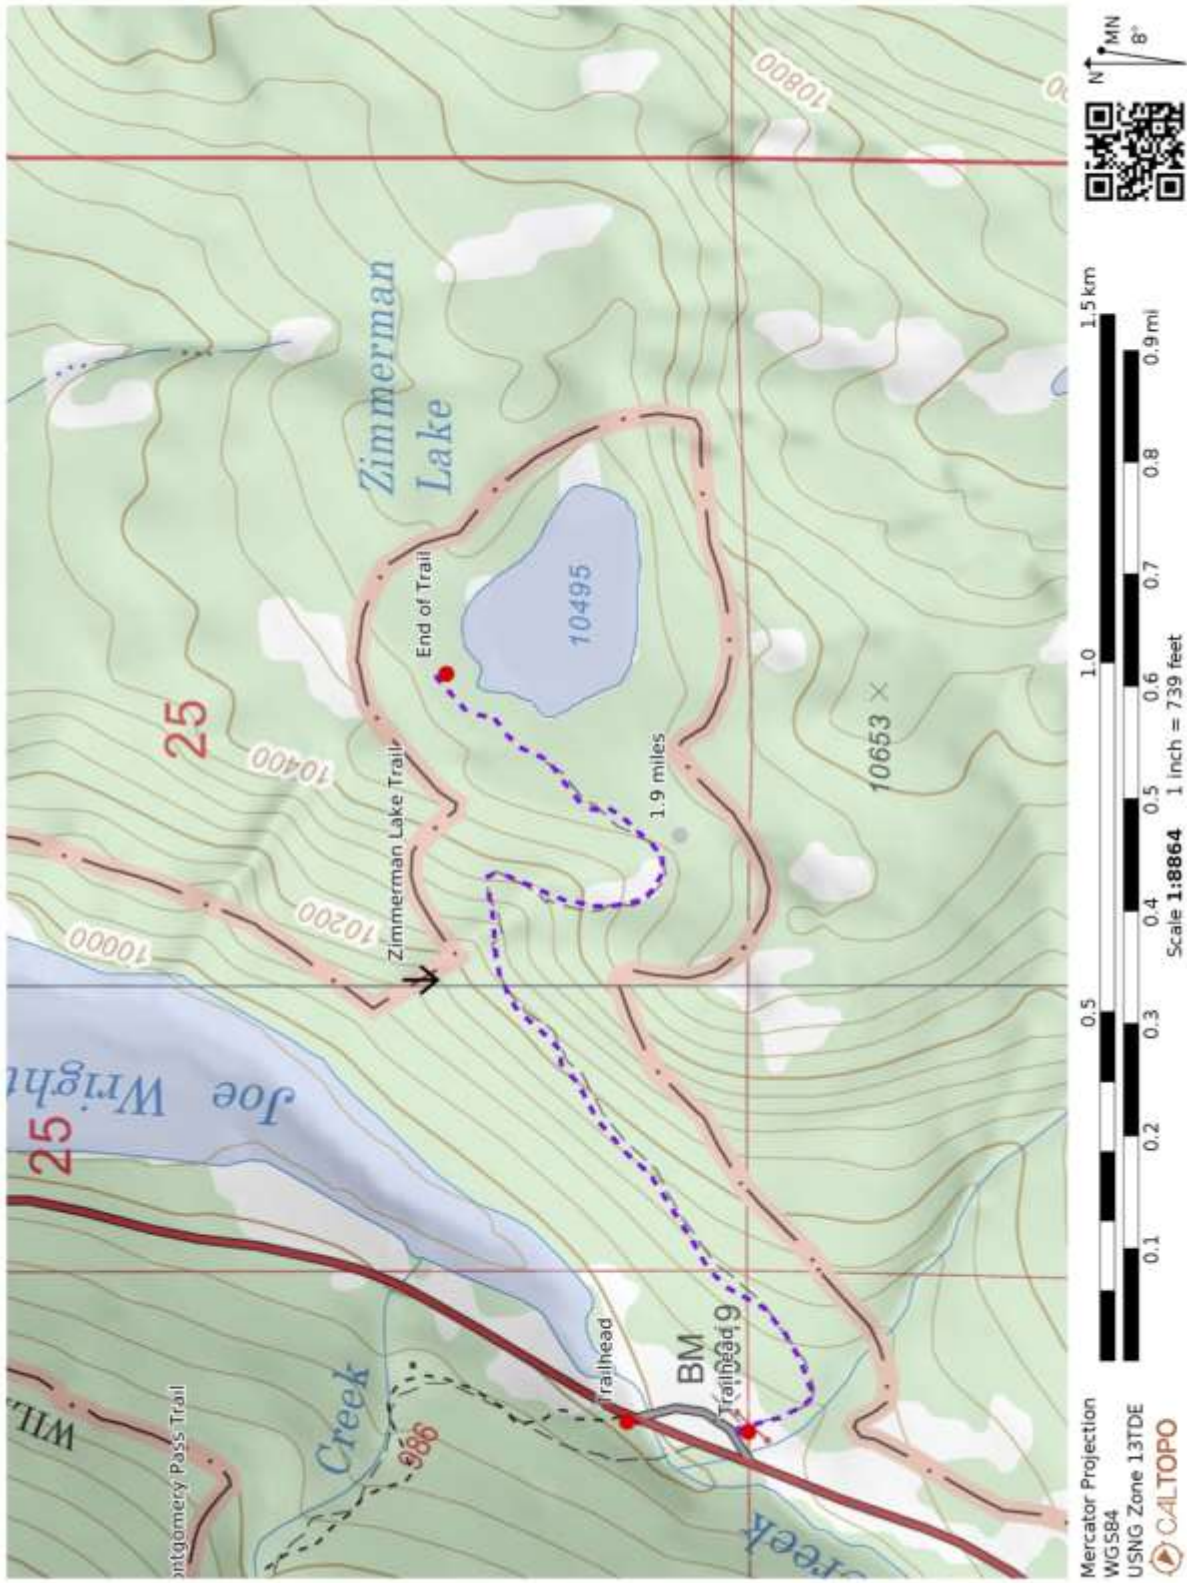 10800
Zimmerman
Lake
25
10400
End of Trail
10495
Zimmerman Lake Trail
10200
10000
1.9 miles
10653
Joe
Wright
25
Trailhead
BM
Trailhead
Creek
986
Montgomery Pass Trail
Creek
N
MN
8°
0.5
1.0
1.5 km
0.1
0.2
0.3
0.4
0.5
0.6
0.7
0.8
0.9 mi
Scale 1:8864 1 inch = 739 feet
Mercator Projection
WGS84
USNG Zone 13TDE
CALTOPO